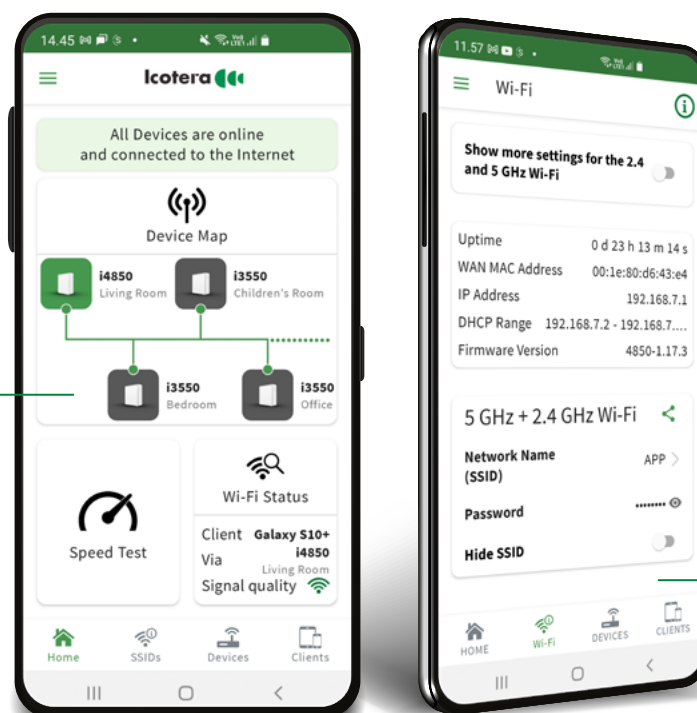 14.45
Icotera
All Devices are online
and connected to the Internet
Device Map
i4850
Living Room
i3550
Children's Room
i3550
Bedroom
i3550
Office
Speed Test
Wi-Fi Status
Client Galaxy S10+
Via i4850
Living Room
Signal quality
Home SSIDs Devices Clients
11.57
Wi-Fi
Show more settings for the 2.4
and 5 GHz Wi-Fi
Uptime 0 d 23 h 13 m 14 s
WAN MAC Address 00:1e:80:d6:43:e4
IP Address 192.168.7.1
DHCP Range 192.168.7.2 - 192.168.7....
Firmware Version 4850-1.17.3
5 GHz + 2.4 GHz Wi-Fi
Network Name
(SSID) APP
Password ········
Hide SSID
HOME Wi-Fi DEVICES CLIENTS